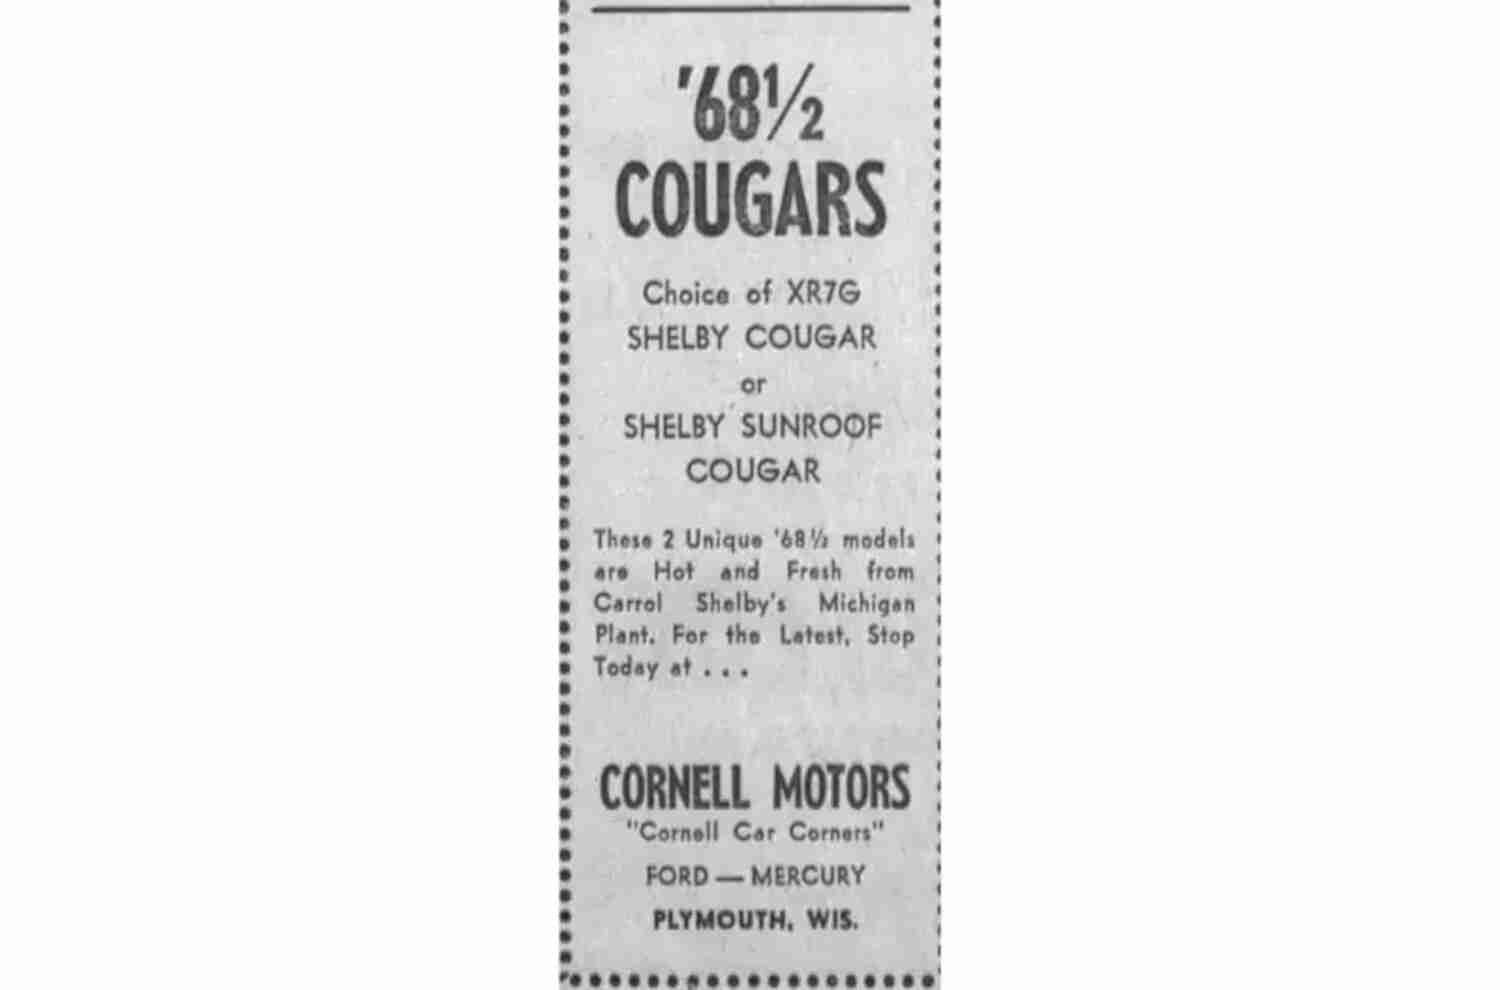 '68½
COUGARS
Choice of XR7G
SHELBY COUGAR
or
SHELBY SUNROOF
COUGAR
These 2 Unique '68½ models
are Hot and Fresh from
Carrol Shelby's Michigan
Plant. For the Latest, Stop
Today at . . .
CORNELL MOTORS
"Cornell Car Corners"
FORD — MERCURY
PLYMOUTH, WIS.